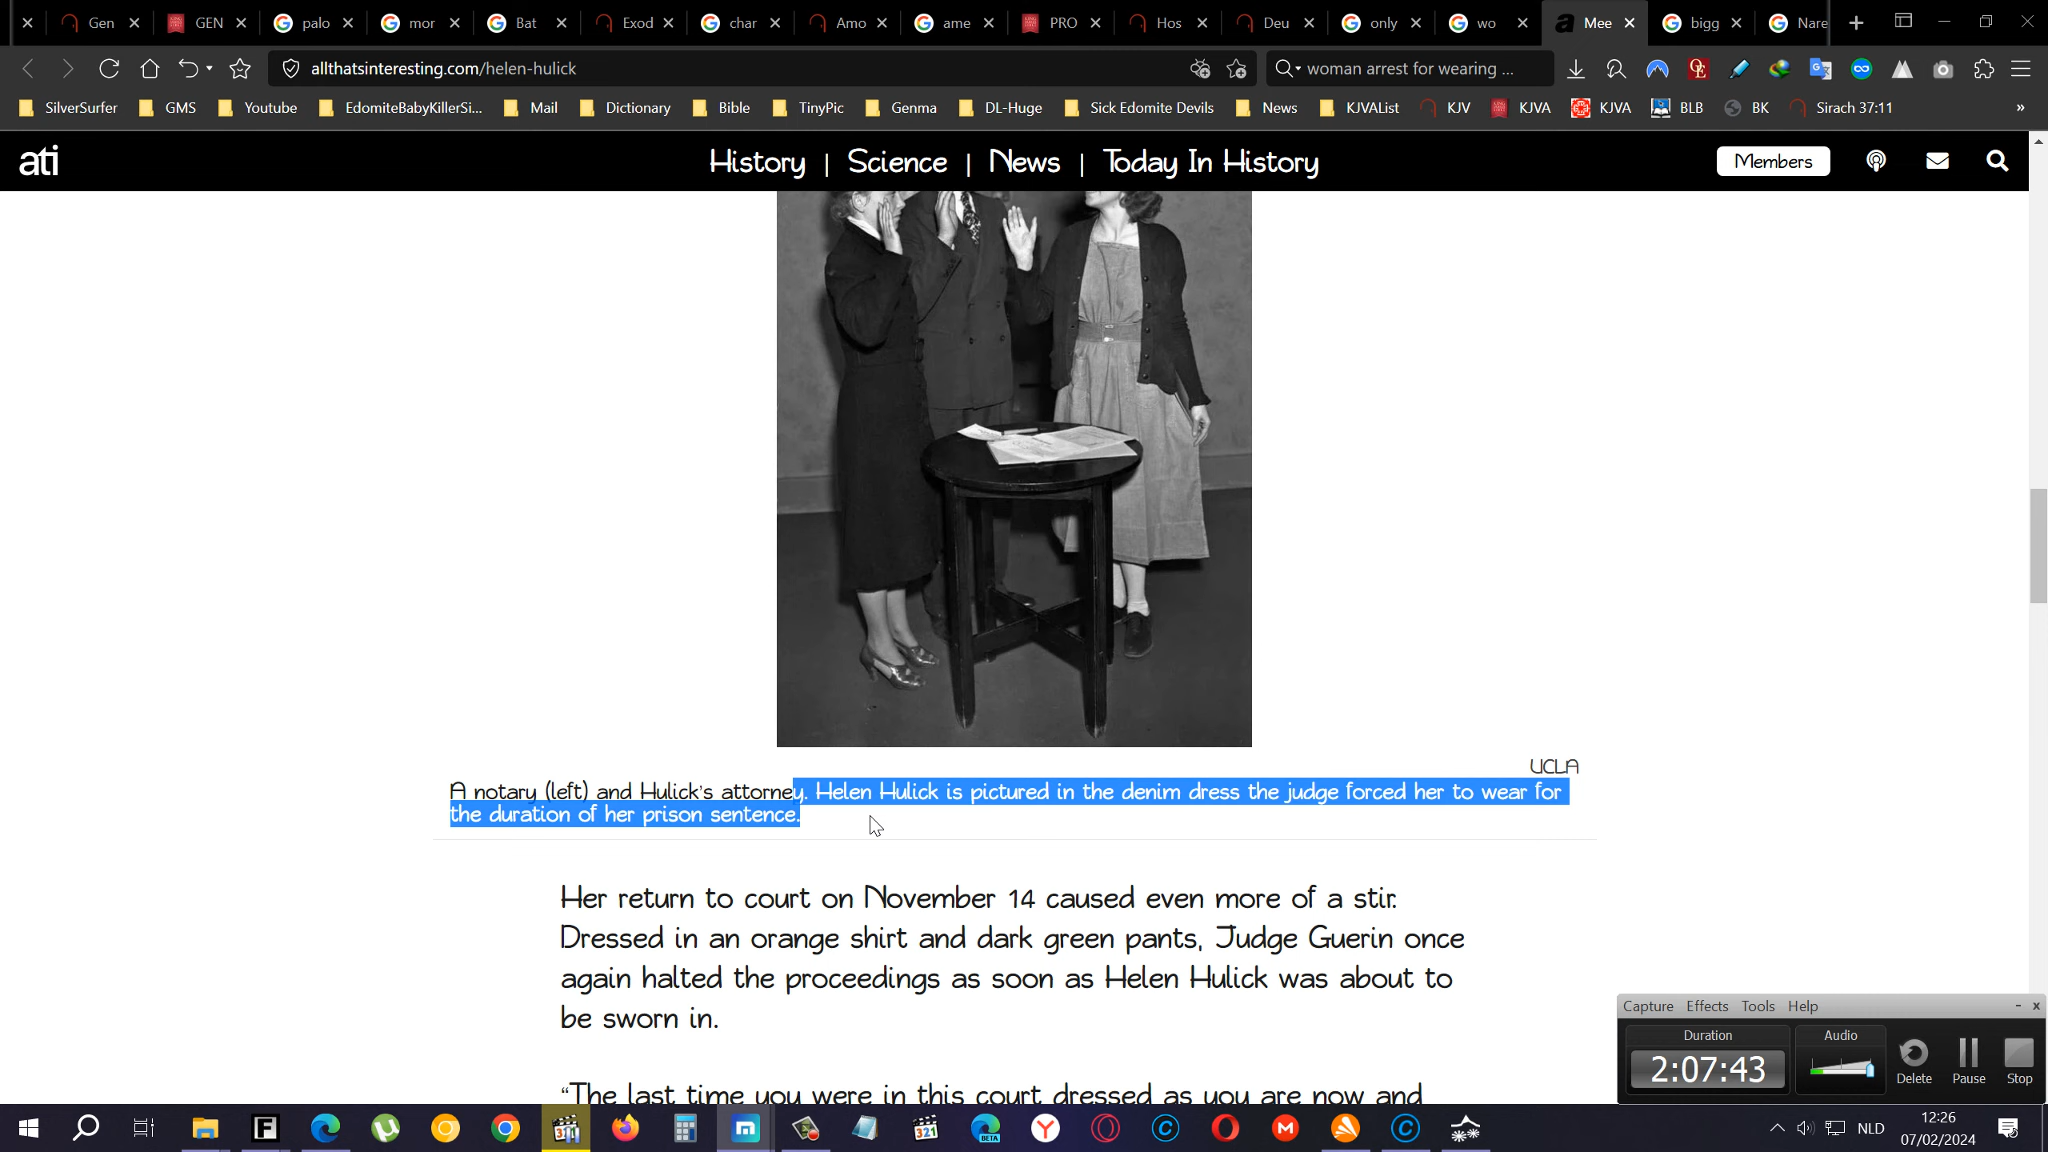 Gen
GEN
palo
mor
Bat
Exod
char
Amo
ame
PRO
Hos
Deu
only
wo
Mee
bigg
Nare
allthatsinteresting.com/helen-hulick
woman arrest for wearing ...
SilverSurfer
GMS
Youtube
EdomiteBabyKillerSi...
Mail
Dictionary
Bible
TinyPic
Genma
DL-Huge
Sick Edomite Devils
News
KJVAList
KJV
KJVA
KJVA
BLB
BK
Sirach 37:11
»
ati
History | Science | News | Today In History
Members
UCLA
A notary (left) and Hulick's attorney. Helen Hulick is pictured in the denim dress the judge forced her to wear for
the duration of her prison sentence.
Her return to court on November 14 caused even more of a stir.
Dressed in an orange shirt and dark green pants, Judge Guerin once
again halted the proceedings as soon as Helen Hulick was about to
be sworn in.
“The last time you were in this court dressed as you are now and
Capture Effects Tools Help
Duration
Audio
2:07:43
Delete
Pause
Stop
NLD
12:26
07/02/2024